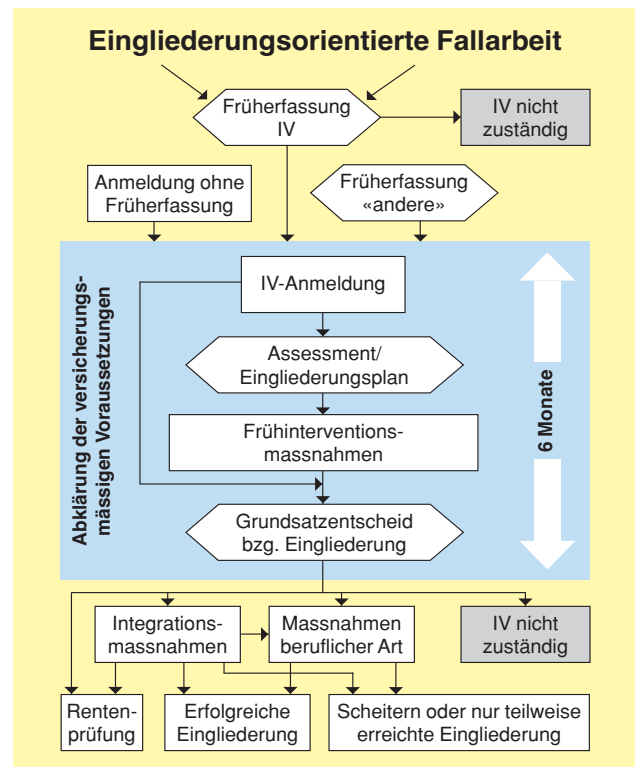 Eingliederungsorientierte Fallarbeit
Früherfassung
IV
IV nicht
zuständig
Anmeldung ohne
Früherfassung
Früherfassung
«andere»
Abklärung der versicherungs-
mässigen Voraussetzungen
IV-Anmeldung
Assessment/
Eingliederungsplan
Frühinterventions-
massnahmen
Grundsatzentscheid
bzg. Eingliederung
6 Monate
Integrations-
massnahmen
Massnahmen
beruflicher Art
IV nicht
zuständig
Renten-
prüfung
Erfolgreiche
Eingliederung
Scheitern oder nur teilweise
erreichte Eingliederung